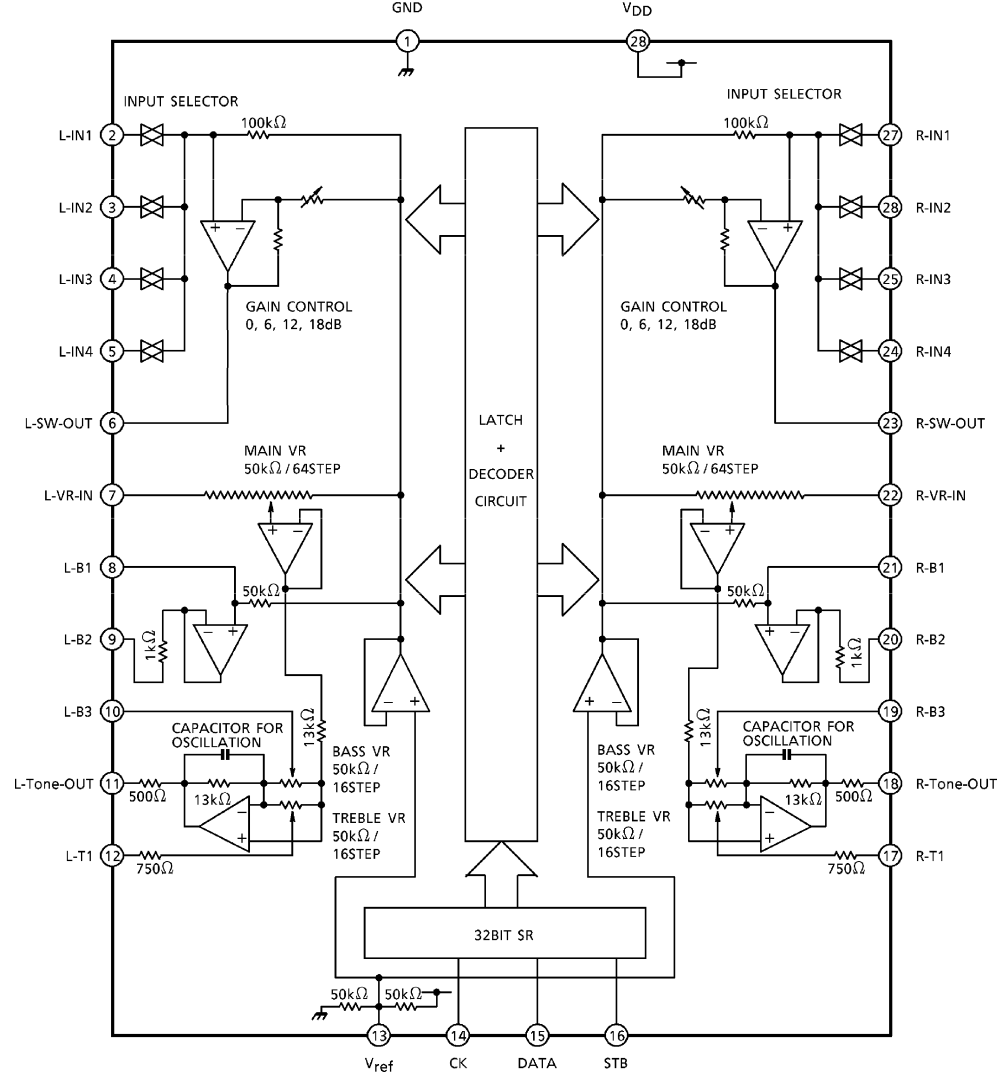 GND
VDD
1
28
INPUT SELECTOR
INPUT SELECTOR
L-IN1
2
100kΩ
100kΩ
27
R-IN1
L-IN2
3
28
R-IN2
+
−
−
+
L-IN3
4
25
R-IN3
GAIN CONTROL
0, 6, 12, 18dB
GAIN CONTROL
0, 6, 12, 18dB
L-IN4
5
24
R-IN4
L-SW-OUT
6
23
R-SW-OUT
LATCH
+
DECODER
CIRCUIT
MAIN VR
50kΩ/64STEP
MAIN VR
50kΩ/64STEP
L-VR-IN
7
22
R-VR-IN
+
−
−
+
L-B1
8
21
R-B1
50kΩ
50kΩ
L-B2
9
1kΩ
−
+
+
−
1kΩ
20
R-B2
−
+
+
−
L-B3
10
13kΩ
13kΩ
19
R-B3
CAPACITOR FOR
OSCILLATION
CAPACITOR FOR
OSCILLATION
BASS VR
50kΩ/
16STEP
BASS VR
50kΩ/
16STEP
L-Tone-OUT
11
500Ω
13kΩ
13kΩ
500Ω
18
R-Tone-OUT
−
+
−
+
TREBLE VR
50kΩ/
16STEP
TREBLE VR
50kΩ/
16STEP
L-T1
12
750Ω
750Ω
17
R-T1
32BIT SR
50kΩ
50kΩ
13
14
15
16
Vref
CK
DATA
STB